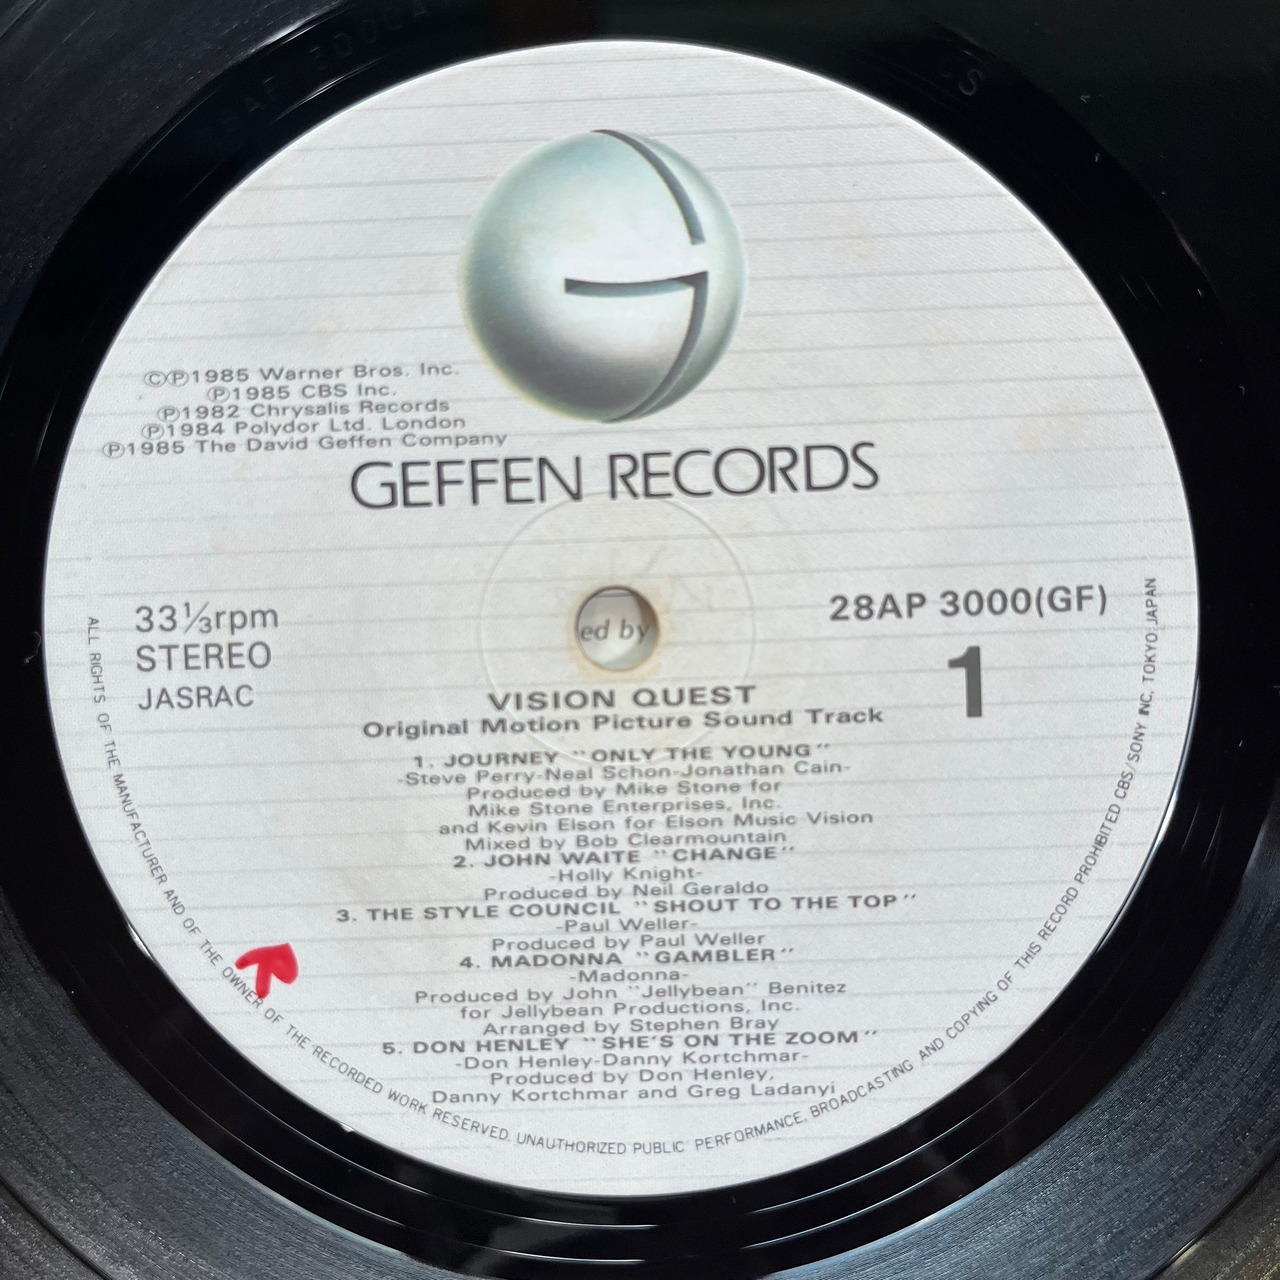 ©℗1985 Warner Bros. Inc.
℗1985 CBS Inc.
℗1982 Chrysalis Records
℗1984 Polydor Ltd. London
℗1985 The David Geffen Company
GEFFEN RECORDS
33⅓rpm
STEREO
JASRAC
28AP 3000(GF)
1
ed by
VISION QUEST
Original Motion Picture Sound Track
1. JOURNEY "ONLY THE YOUNG"
-Steve Perry-Neal Schon-Jonathan Cain-
Produced by Mike Stone for
Mike Stone Enterprises, Inc.
and Kevin Elson for Elson Music Vision
Mixed by Bob Clearmountain
2. JOHN WAITE "CHANGE"
-Holly Knight-
Produced by Neil Geraldo
3. THE STYLE COUNCIL "SHOUT TO THE TOP"
-Paul Weller-
Produced by Paul Weller
4. MADONNA "GAMBLER"
-Madonna-
Produced by John "Jellybean" Benitez
for Jellybean Productions, Inc.
Arranged by Stephen Bray
5. DON HENLEY "SHE'S ON THE ZOOM"
-Don Henley-Danny Kortchmar-
Produced by Don Henley,
Danny Kortchmar and Greg Ladanyi
ALL RIGHTS OF THE MANUFACTURER AND OF THE OWNER OF THE RECORDED WORK RESERVED. UNAUTHORIZED PUBLIC PERFORMANCE. BROADCASTING AND COPYING OF THIS RECORD PROHIBITED CBS/SONY INC. TOKYO JAPAN